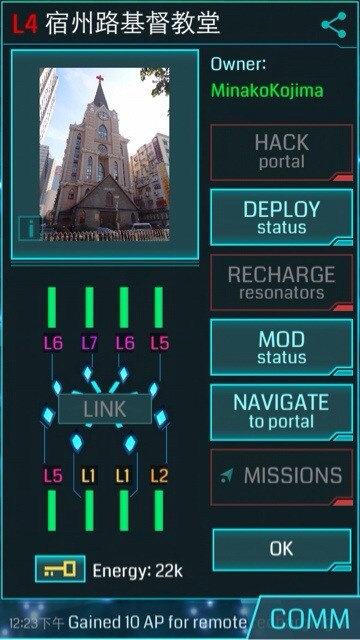 L4 宿州路基督教堂
Owner:
MinakoKojima
HACK
portal
DEPLOY
status
RECHARGE
resonators
MOD
status
NAVIGATE
to portal
MISSIONS
OK
i
L6 L7 L6 L5
LINK
L5 L1 L1 L2
Energy: 22k
12:23下午 Gained 10 AP for remote
COMM